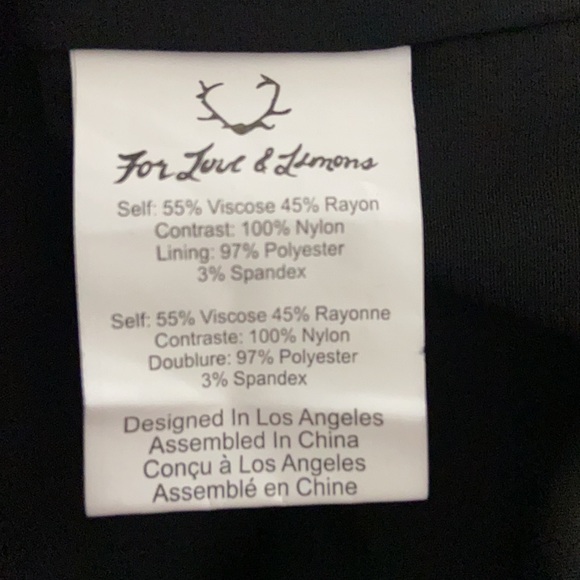 For Love & Lemons
Self: 55% Viscose 45% Rayon
Contrast: 100% Nylon
Lining: 97% Polyester
3% Spandex
Self: 55% Viscose 45% Rayonne
Contraste: 100% Nylon
Doublure: 97% Polyester
3% Spandex
Designed In Los Angeles
Assembled In China
Conçu à Los Angeles
Assemblé en Chine